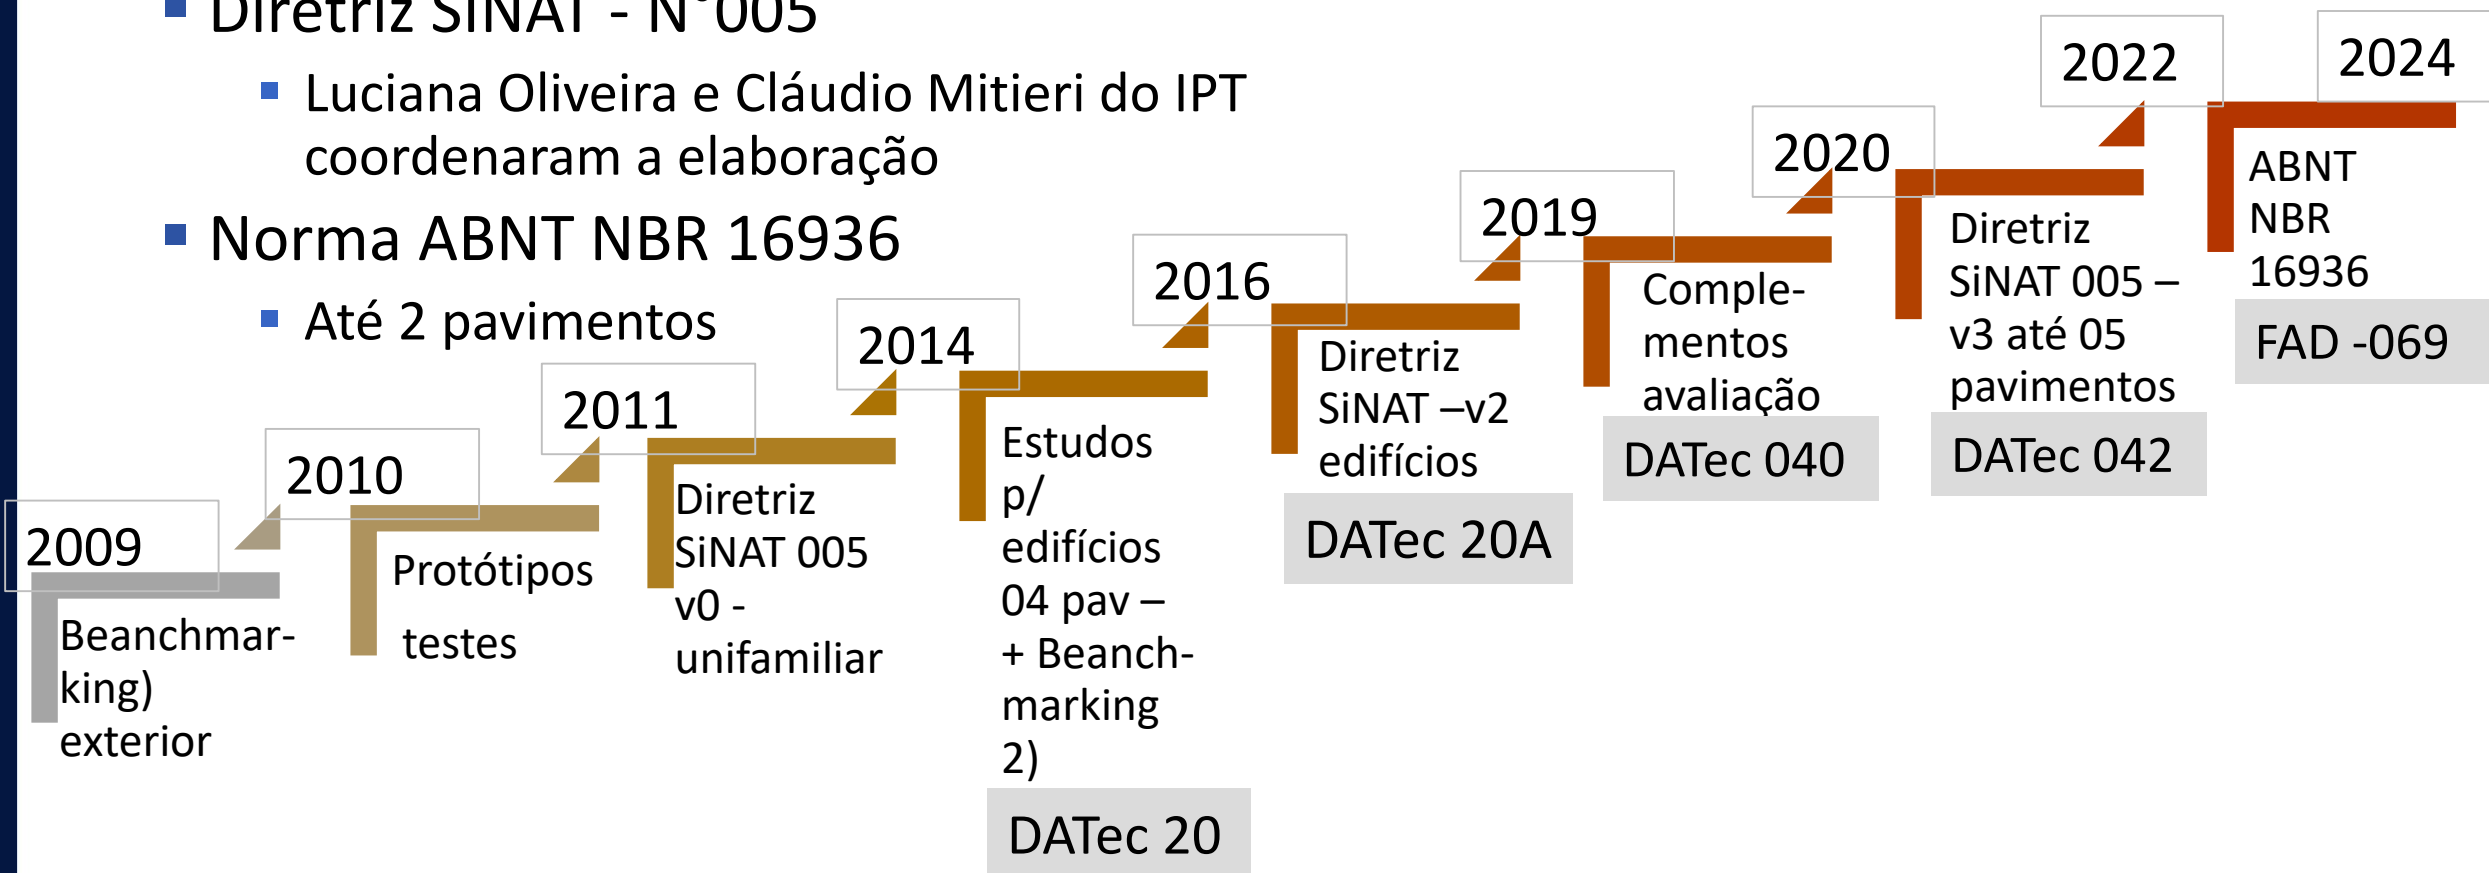 Diretriz SINAT - N°005
Luciana Oliveira e Cláudio Mitieri do IPT
coordenaram a elaboração
Norma ABNT NBR 16936
Até 2 pavimentos
2009
Beanchmar-
king)
exterior
2010
Protótipos
testes
2011
Diretriz
SiNAT 005
v0 -
unifamiliar
2014
Estudos
p/
edifícios
04 pav –
+ Beanch-
marking
2)
DATec 20
2016
Diretriz
SiNAT –v2
edifícios
DATec 20A
2019
Comple-
mentos
avaliação
DATec 040
2020
Diretriz
SiNAT 005 –
v3 até 05
pavimentos
DATec 042
2022
ABNT
NBR
16936
FAD -069
2024